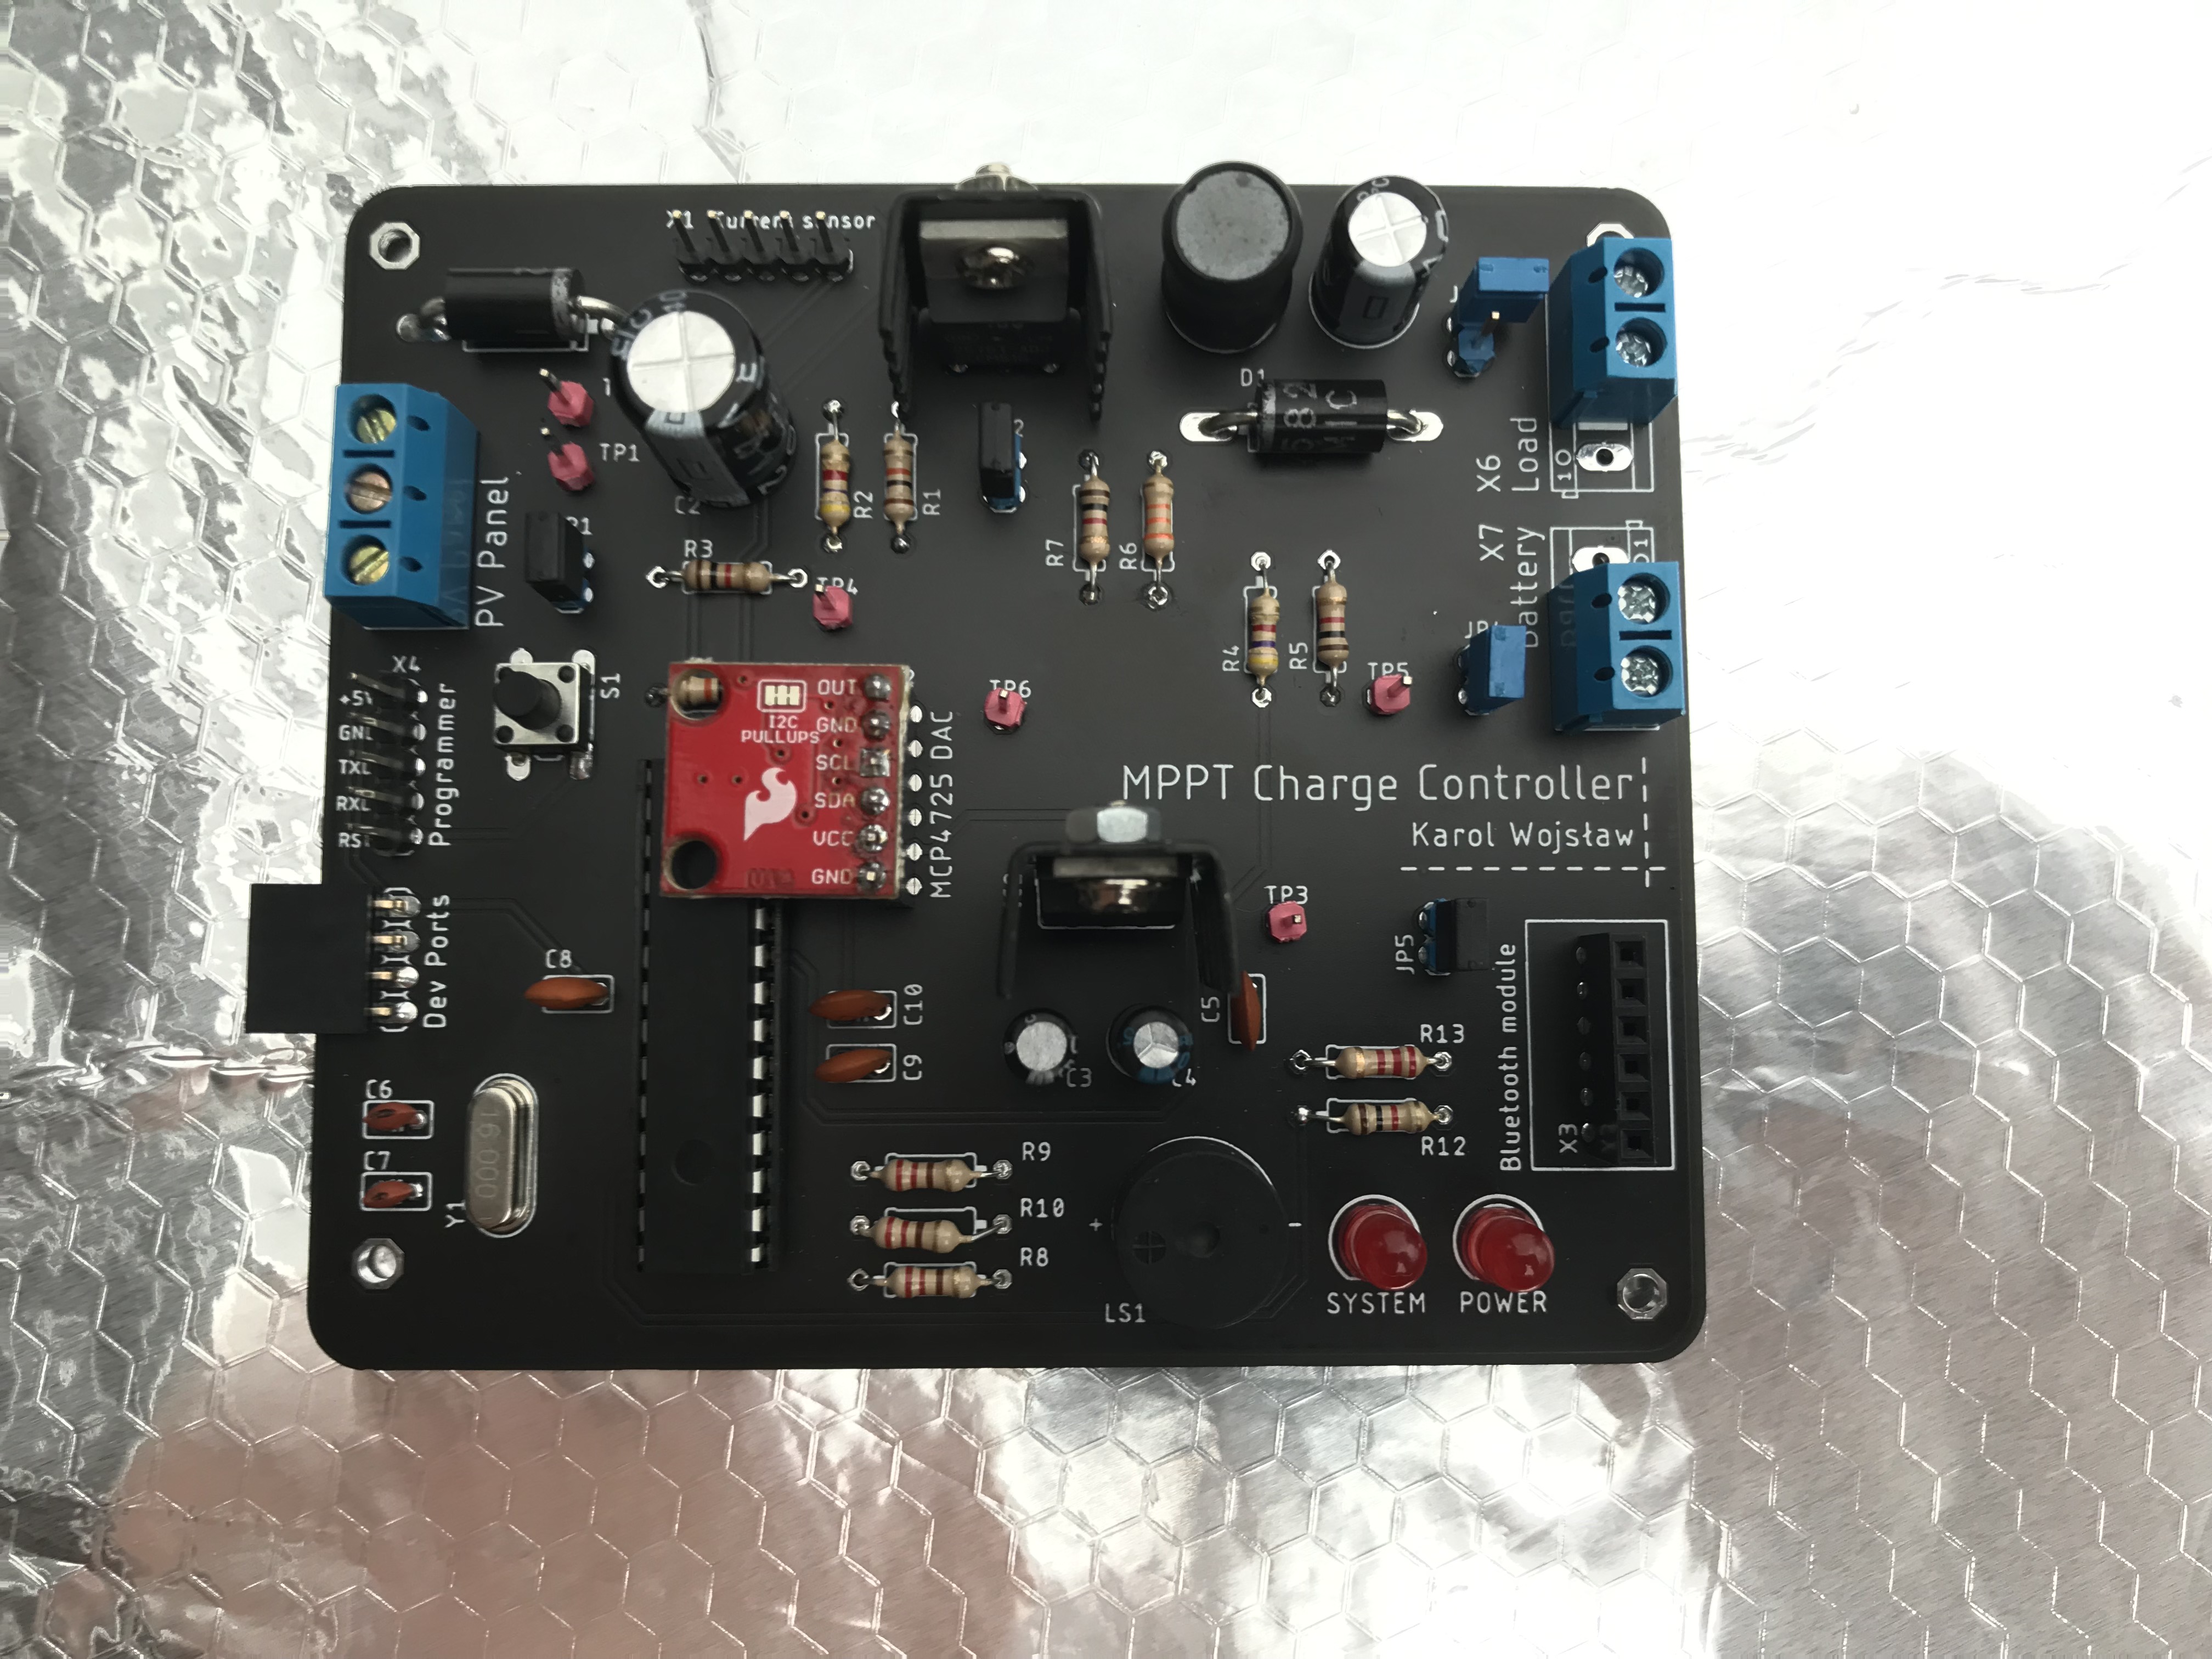 X1 Current sensor
TP1
C2
R2
R1
R3
TP4
PV Panel
D1
582
R7
R6
R4
R5
X6
Load
X7
Battery
TP5
TP6
S1
X4
+5V
GND
TXD
RXD
RST
Programmer
I2C
PULLUPS
OUT
GND
SCL
SDA
VCC
GND
MCP4725 DAC
MPPT Charge Controller
Karol Wojsław
TP3
JP5
Dev Ports
C8
C10
C9
C3
C4
C5
R13
R12
Bluetooth module
X3
C6
C7
Y1
16.000
R9
R10
R8
+
-
LS1
SYSTEM
POWER